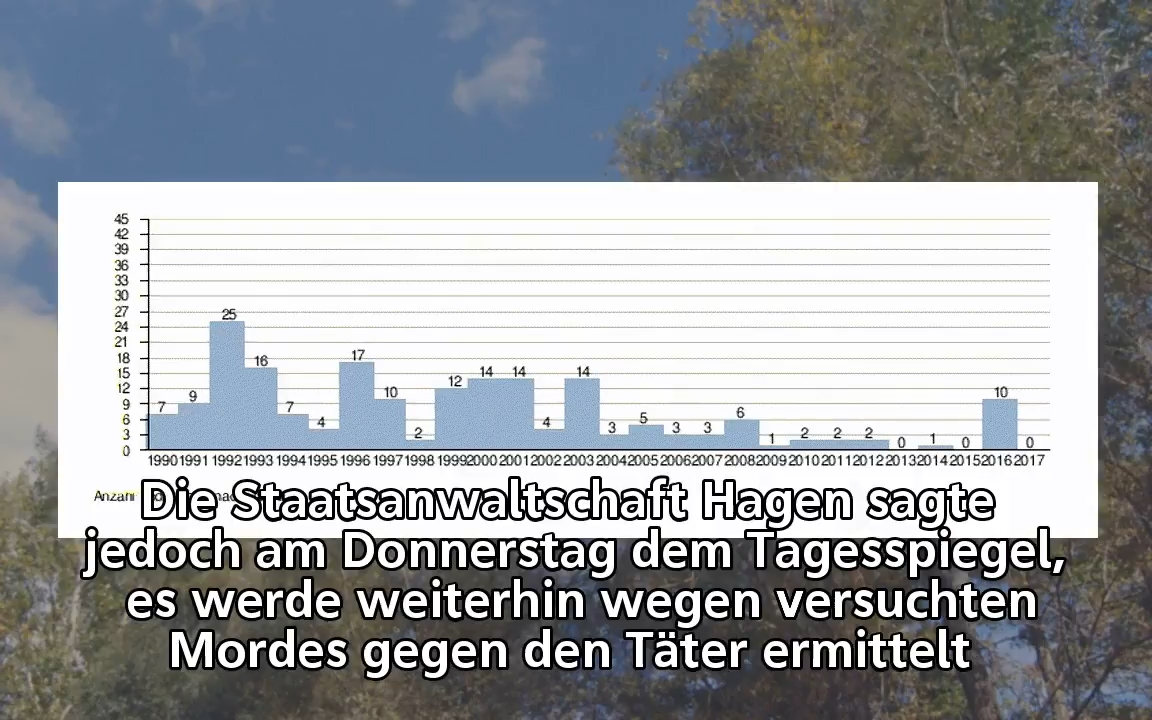 45
42
39
36
33
30
27
24
21
18
15
12
9
6
3
0
7 9 25 16 7 4 17 10 2 12 14 14 4 14 3 5 3 3 6 1 2 2 2 0 1 0 10 0
1990 1991 1992 1993 1994 1995 1996 1997 1998 1999 2000 2001 2002 2003 2004 2005 2006 2007 2008 2009 2010 2011 2012 2013 2014 2015 2016 2017
Anzahl
Die Staatsanwaltschaft Hagen sagte
jedoch am Donnerstag dem Tagesspiegel,
es werde weiterhin wegen versuchten
Mordes gegen den Täter ermittelt